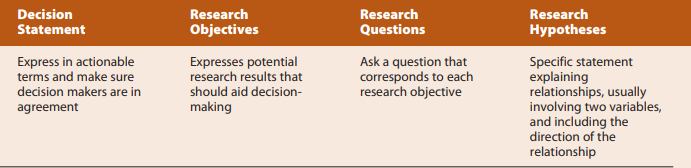 Decision
Statement
Research
Objectives
Research
Questions
Research
Hypotheses
Express in actionable
terms and make sure
decision makers are in
agreement
Expresses potential
research results that
should aid decision-
making
Ask a question that
corresponds to each
research objective
Specific statement
explaining
relationships, usually
involving two variables,
and including the
direction of the
relationship